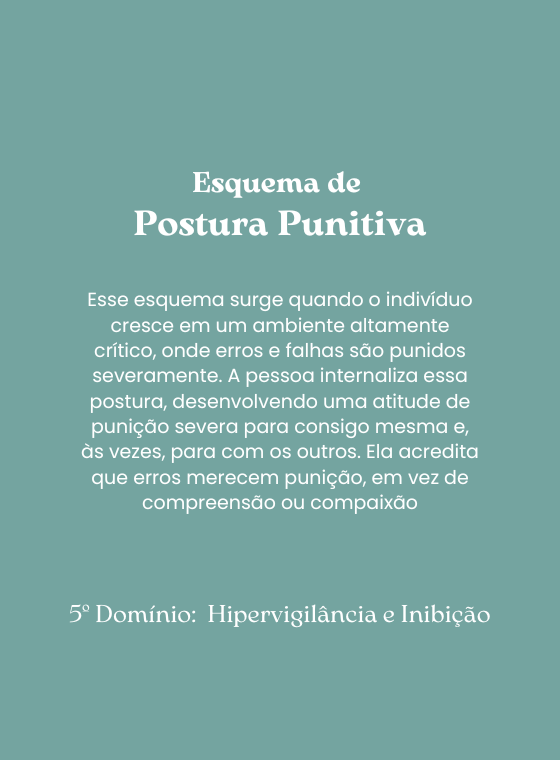 Esquema de
Postura Punitiva
Esse esquema surge quando o indivíduo
cresce em um ambiente altamente
crítico, onde erros e falhas são punidos
severamente. A pessoa internaliza essa
postura, desenvolvendo uma atitude de
punição severa para consigo mesma e,
às vezes, para com os outros. Ela acredita
que erros merecem punição, em vez de
compreensão ou compaixão
5º Domínio: Hipervigilância e Inibição